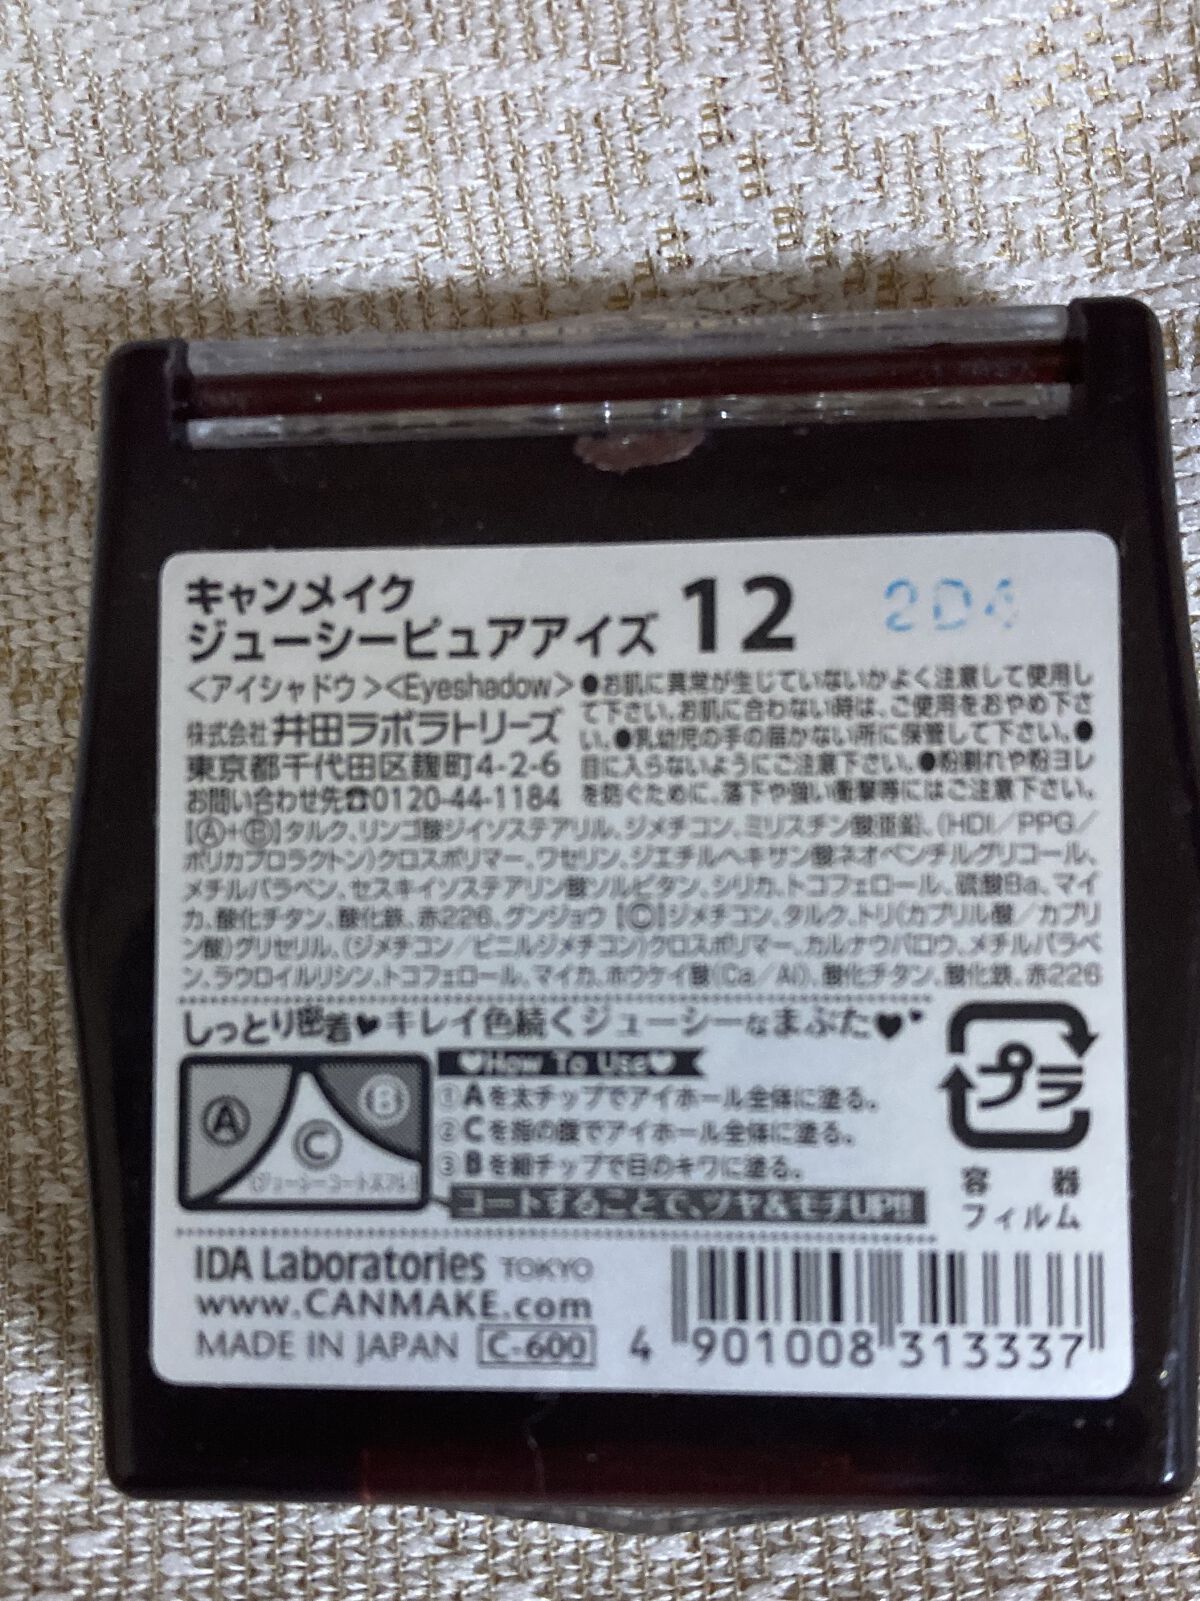 キャンメイク
ジューシーピュアアイズ 12
2D4
<アイシャドウ><Eyeshadow>
株式会社 井田ラボラトリーズ
東京都千代田区麹町4-2-6
お問い合わせ先☎0120-44-1184
●お肌に異常が生じていないかよく注意して使用し
て下さい。お肌に合わない時は、ご使用をおやめ下さ
い。●乳幼児の手の届かない所に保管して下さい。●
目に入らないようにご注意下さい。●粉割れや粉ヨレ
を防ぐために、落下や強い衝撃等にはご注意下さい。
【Ⓐ+Ⓑ】タルク、リンゴ酸ジイソステアリル、ジメチコン、ミリスチン酸亜鉛、(HDI/PPG/
ポリカプロラクトン)クロスポリマー、ワセリン、ジエチルヘキサン酸ネオペンチルグリコール、
メチルパラベン、セスキイソステアリン酸ソルビタン、シリカ、トコフェロール、硫酸Ba、マイ
カ、酸化チタン、酸化鉄、赤226、グンジョウ【Ⓒ】ジメチコン、タルク、トリ(カプリル酸/カプリ
ン酸)グリセリル、(ジメチコン/ビニルジメチコン)クロスポリマー、カルナウバロウ、メチルパラベ
ン、ラウロイルリシン、トコフェロール、マイカ、ホウケイ酸(Ca/Al)、酸化チタン、酸化鉄、赤226
しっとり密着♥キレイ色続くジューシーなまぶた♥♥
Ⓐ
Ⓑ
Ⓒ
♥How To Use♥
①Aを太チップでアイホール全体に塗る。
②Cを指の腹でアイホール全体に塗る。
③Bを細チップで目のキワに塗る。
コートすることで、ツヤ&モチUP!!
プラ
容器
フィルム
IDA Laboratories TOKYO
www.CANMAKE.com
MADE IN JAPAN C-600
4 901008 313337